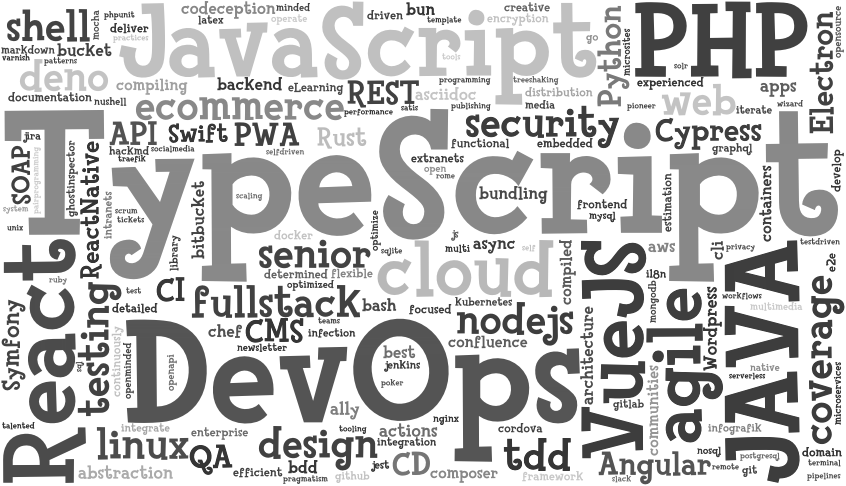 shell
mocha
phpunit
deliver
practices
codeception
minded
latex
operate
JavaScript
driven
bun
template
creative
encryption
go
tools
Python
microsites
PHP
solr
Electron
opensource
markdown
bucket
varnish
patterns
deno
documentation
nushell
compiling
backend
eLearning
REST
performance
satis
asciidoc
programming
treeshaking
distribution
publishing
media
experienced
pioneer
web
apps
iterate
wizard
ecommerce
API
Swift
PWA
Rust
hackmd
socialmedia
traefik
selfdriven
security
functional
embedded
extranets
open
rome
Cypress
graphql
jira
SOAP
pairprogramming
system
unix
ghostinspector
ReactNative
intranets
scrum
tickets
TypeScript
bitbucket
scaling
library
docker
optimize
sqlite
bundling
frontend
mysql
estimation
containers
develop
testdriven
js
multi
async
self
senior
determined
flexible
optimized
cloud
compiled
aws
cli
privacy
il8n
mongodb
workflows
multimedia
e2e
ruby
test
CI
detailed
fullstack
bash
focused
kubernetes
nodejs
confluence
teams
chef
CMS
infection
newsletter
Symfony
React
testing
sql
continuously
openminded
openapi
DevOps
best
jenkins
poker
ally
architecture
VueJS
gitlab
communities
agile
Wordpress
JAVA
native
serverless
coverage
microservices
talented
integrate
linux
enterprise
QA
abstraction
efficient
design
bdd
pragmatism
tooling
actions
integration
github
jest
CD
composer
nginx
cordova
tdd
framework
Angular
slack
nosql
remote
infografik
postgresql
git
domain
terminal
pipelines